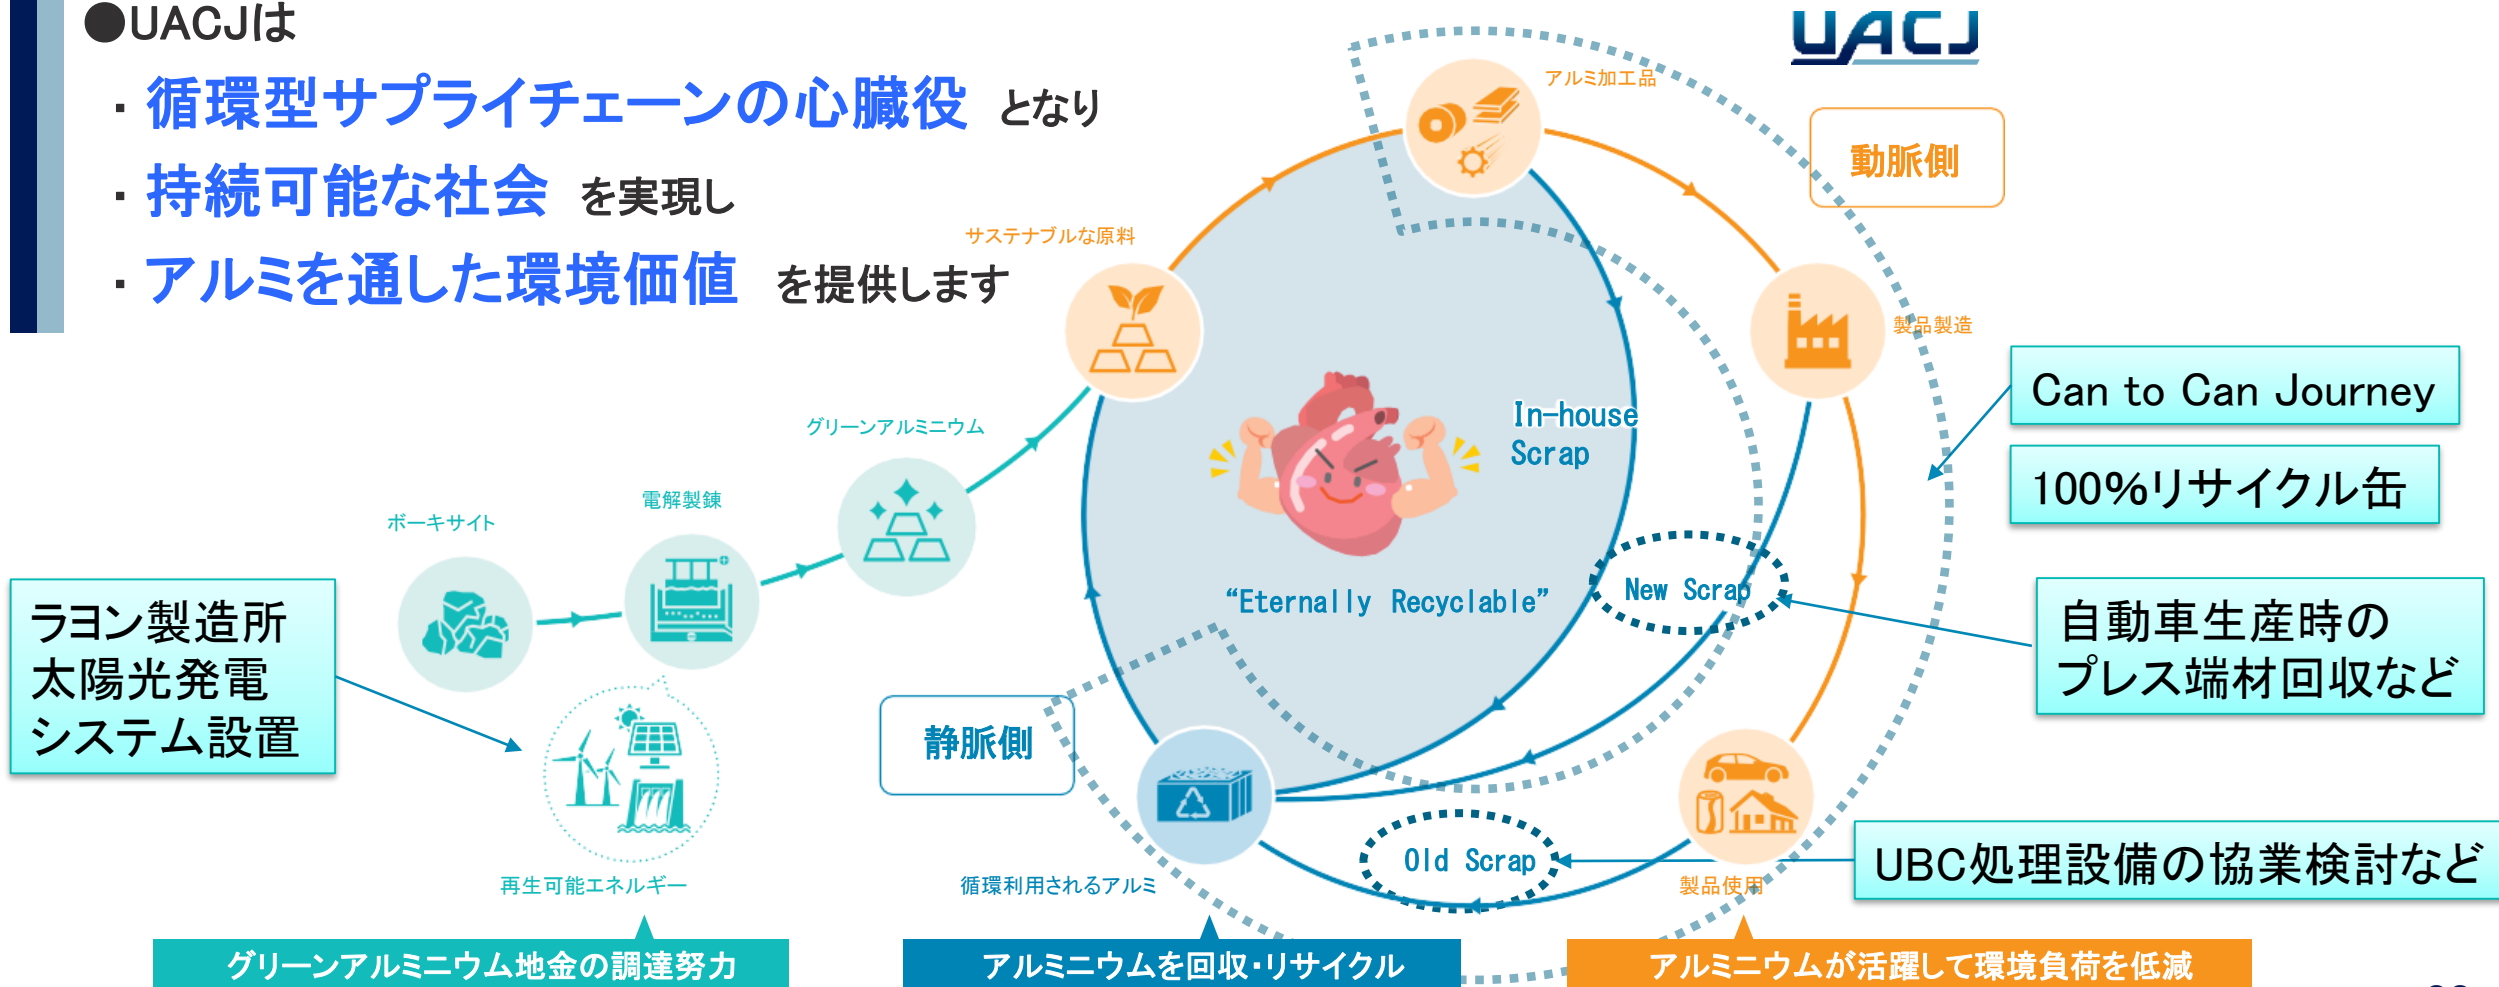 ●UACJは
・循環型サプライチェーンの心臓役 となり
・持続可能な社会 を実現し
・アルミを通した環境価値 を提供します
UACJ
アルミ加工品
動脈側
サステナブルな原料
製品製造
Can to Can Journey
100%リサイクル缶
グリーンアルミニウム
In-house
Scrap
電解製錬
ボーキサイト
"Eternally Recyclable"
New Scrap
ラヨン製造所
太陽光発電
システム設置
自動車生産時の
プレス端材回収など
静脈側
Old Scrap
UBC処理設備の協業検討など
再生可能エネルギー
循環利用されるアルミ
製品使用
グリーンアルミニウム地金の調達努力
アルミニウムを回収・リサイクル
アルミニウムが活躍して環境負荷を低減